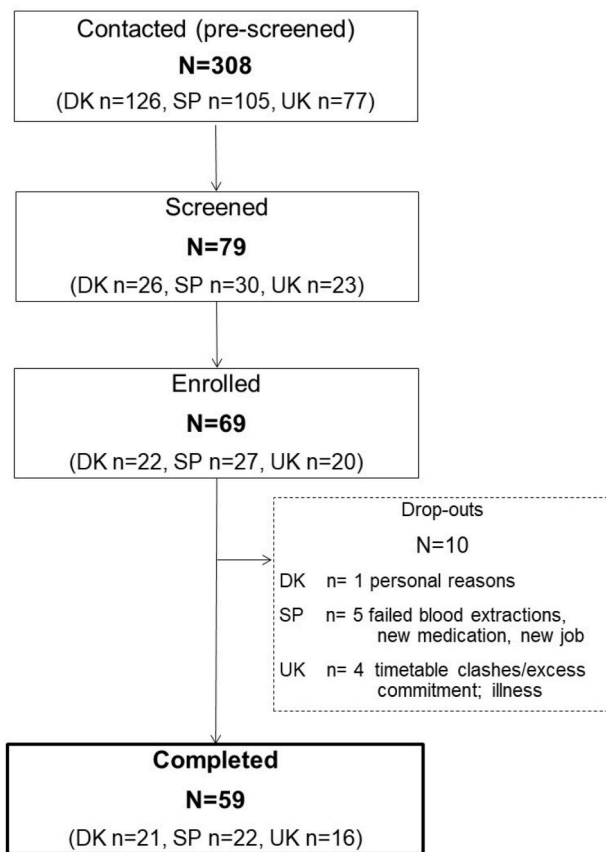 Contacted (pre-screened)
N=308
(DK n=126, SP n=105, UK n=77)
Screened
N=79
(DK n=26, SP n=30, UK n=23)
Enrolled
N=69
(DK n=22, SP n=27, UK n=20)
Drop-outs
N=10
DK n= 1 personal reasons
SP n= 5 failed blood extractions,
new medication, new job
UK n= 4 timetable clashes/excess
commitment; illness
Completed
N=59
(DK n=21, SP n=22, UK n=16)